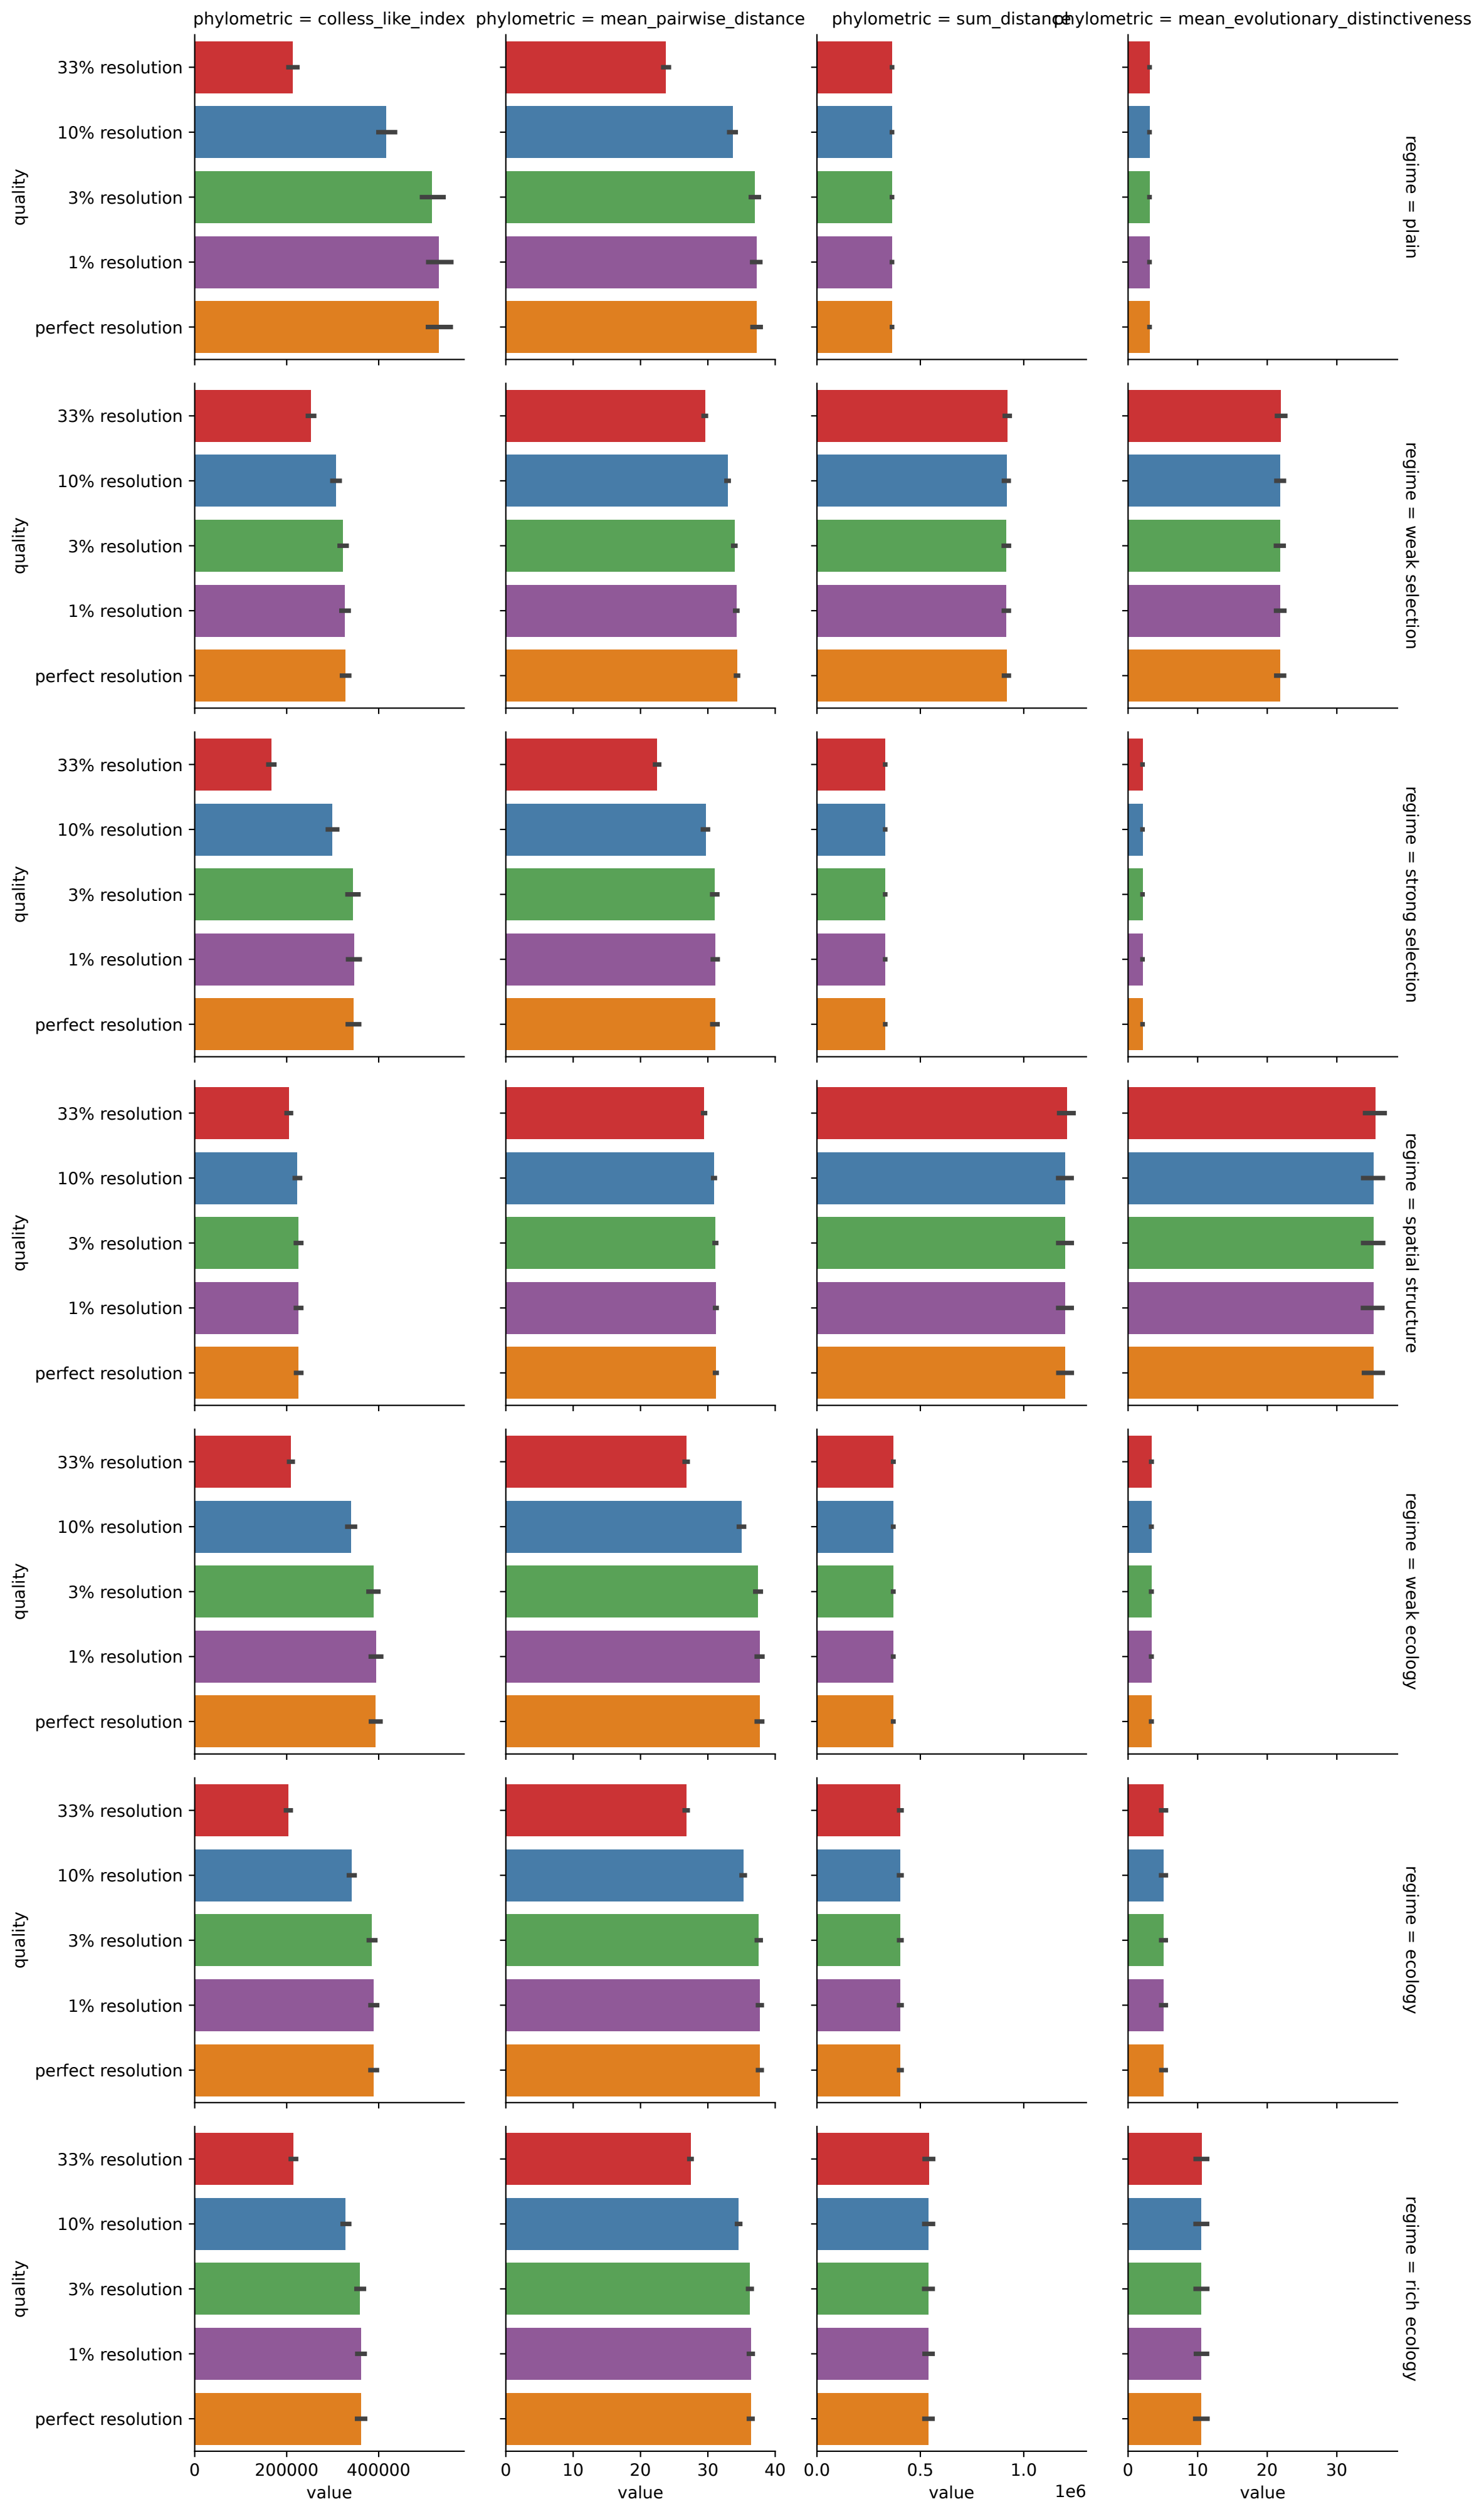 phylometric = colless_like_index
phylometric = mean_pairwise_distance
phylometric = sum_distance
phylometric = mean_evolutionary_distinctiveness
33% resolution
10% resolution
3% resolution
1% resolution
perfect resolution
quality
regime = plain
33% resolution
10% resolution
3% resolution
1% resolution
perfect resolution
quality
regime = weak selection
33% resolution
10% resolution
3% resolution
1% resolution
perfect resolution
quality
regime = strong selection
33% resolution
10% resolution
3% resolution
1% resolution
perfect resolution
quality
regime = spatial structure
33% resolution
10% resolution
3% resolution
1% resolution
perfect resolution
quality
regime = weak ecology
33% resolution
10% resolution
3% resolution
1% resolution
perfect resolution
quality
regime = ecology
33% resolution
10% resolution
3% resolution
1% resolution
perfect resolution
quality
regime = rich ecology
0 200000 400000
value
0 10 20 30 40
value
0.0 0.5 1.0
1e6
value
0 10 20 30
value